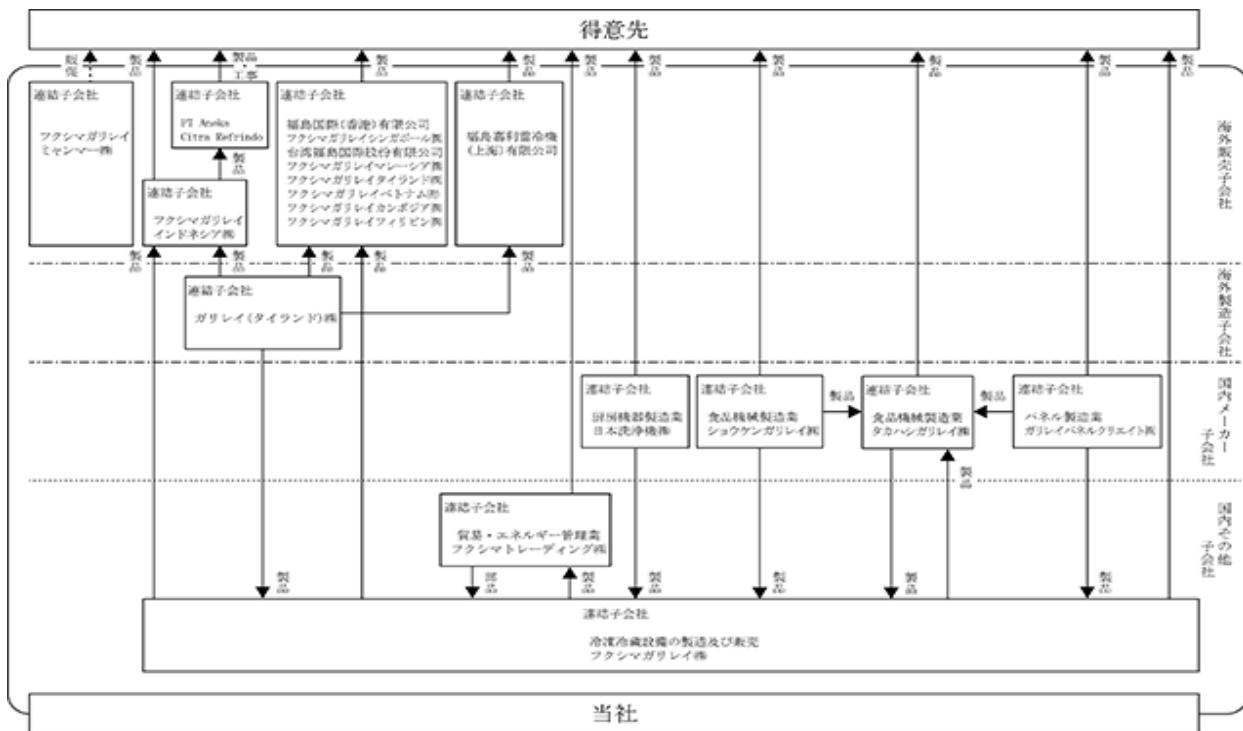 得意先
販促
製品
製品・工事
製品
製品
製品
製品
製品
製品
製品
製品
連結子会社
フクシマガリレイ
ミャンマー㈱
連結子会社
PT Aneka
Citra Refrindo
製品
連結子会社
フクシマガリレイ
インドネシア㈱
連結子会社
福島国際(香港)有限公司
フクシマガリレイシンガポール㈱
台湾福島国際股份有限公司
フクシマガリレイマレーシア㈱
フクシマガリレイタイランド㈱
フクシマガリレイベトナム㈲
フクシマガリレイカンボジア㈱
フクシマガリレイフィリピン㈱
連結子会社
福島嘉利雷冷機
(上海)有限公司
海外販売子会社
製品
製品
製品
製品
製品
連結子会社
ガリレイ(タイランド)㈱
海外製造子会社
連結子会社
厨房機器製造業
日本洗浄機㈱
連結子会社
食品機械製造業
ショウケンガリレイ㈱
製品
連結子会社
食品機械製造業
タカハシガリレイ㈱
製品
連結子会社
パネル製造業
ガリレイパネルクリエイト㈱
国内メーカー
子会社
製品
連結子会社
貿易・エネルギー管理業
フクシマトレーディング㈱
国内その他
子会社
製品
部品
製品
製品
製品
製品
製品
連結子会社
冷凍冷蔵設備の製造及び販売
フクシマガリレイ㈱
当社